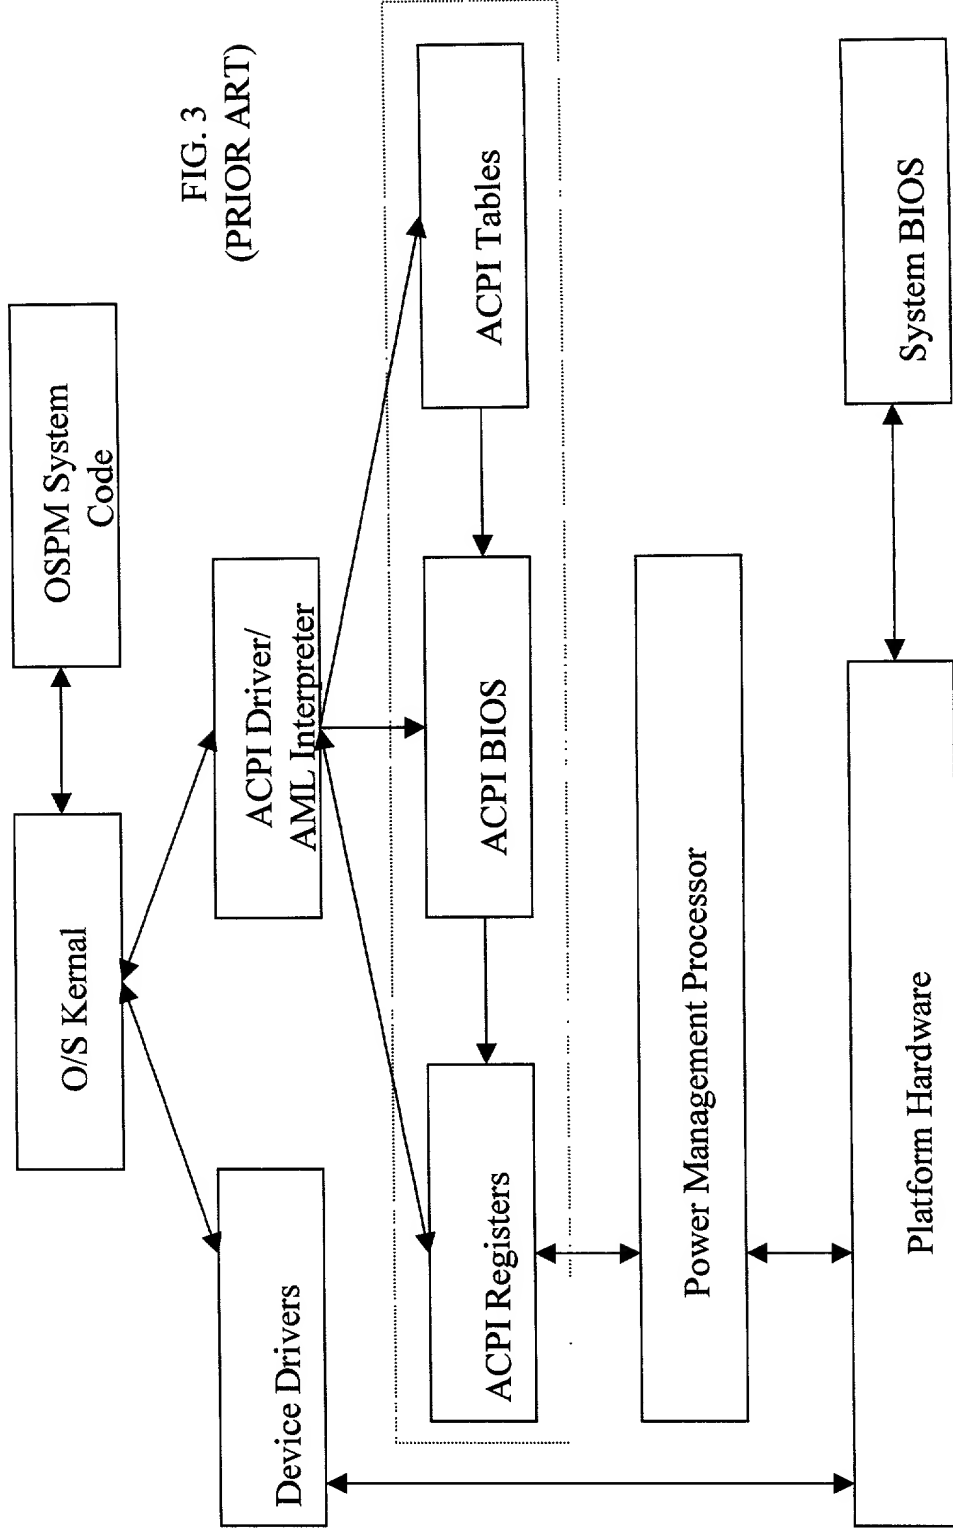 FIG. 3
(PRIOR ART)
O/S Kernal
OSPM System
Code
Device Drivers
ACPI Driver/
AML Interpreter
ACPI Registers
ACPI BIOS
ACPI Tables
Power Management Processor
Platform Hardware
System BIOS